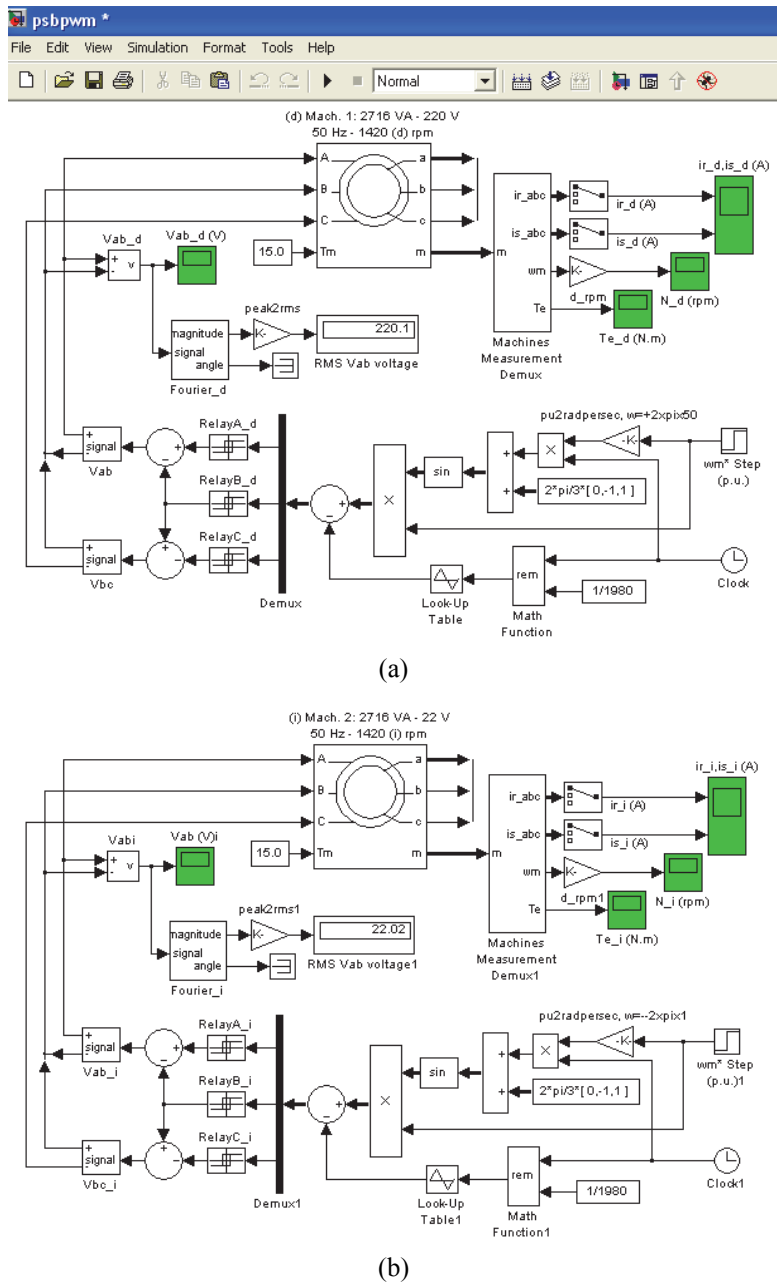 psbpwm *
File Edit View Simulation Format Tools Help
Normal
(d) Mach. 1: 2716 VA - 220 V
50 Hz - 1420 (d) rpm
A
B
C
Tm
a
b
c
m
15.0
m
ir_abc
is_abc
wm
Te
Machines
Measurement
Demux
ir_d,is_d (A)
ir_d (A)
is_d (A)
K-
N_d (rpm)
d_rpm
Te_d (N.m)
Vab_d
+
-
v
Vab_d (V)
magnitude
signal
angle
Fourier_d
peak2rms
K-
220.1
RMS Vab voltage
+
signal
-
Vab
+
signal
-
Vbc
RelayA_d
RelayB_d
RelayC_d
Demux
sin
pu2radpersec, w=+2xpix50
-K-
2*pi/3*[ 0,-1,1 ]
wm* Step
(p.u.)
Clock
rem
Math
Function
1/1980
Look-Up
Table
(a)
(i) Mach. 2: 2716 VA - 22 V
50 Hz - 1420 (i) rpm
A
B
C
Tm
a
b
c
m
15.0
m
ir_abc
is_abc
wm
Te
Machines
Measurement
Demux1
ir_i,is_i (A)
ir_i (A)
is_i (A)
K-
N_i (rpm)
d_rpm1
Te_i (N.m)
Vabi
+
-
v
Vab (V)i
magnitude
signal
angle
Fourier_i
peak2rms1
K-
22.02
RMS Vab voltage1
+
signal
-
Vab_i
+
signal
-
Vbc_i
RelayA_i
RelayB_i
RelayC_i
Demux1
sin
pu2radpersec, w=--2xpix1
-K-
2*pi/3*[ 0,-1,1 ]
wm* Step
(p.u.)1
Clock1
rem
Math
Function1
1/1980
Look-Up
Table1
(b)